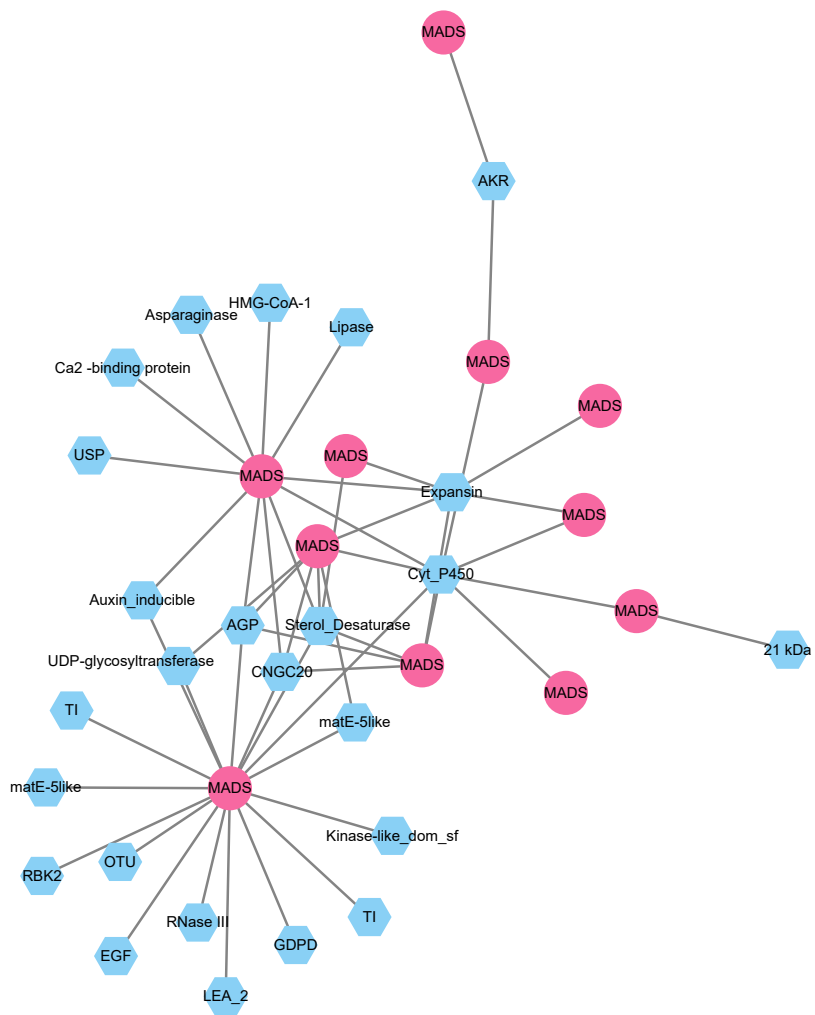 MADS
AKR
HMG-CoA-1
Asparaginase
Lipase
MADS
Ca2 -binding protein
MADS
USP
MADS
MADS
Expansin
MADS
MADS
Cyt_P450
Auxin_inducible
MADS
AGP
Sterol_Desaturase
21 kDa
UDP-glycosyltransferase
MADS
CNGC20
MADS
TI
matE-5like
matE-5like
MADS
Kinase-like_dom_sf
OTU
RBK2
TI
RNase III
GDPD
EGF
LEA_2